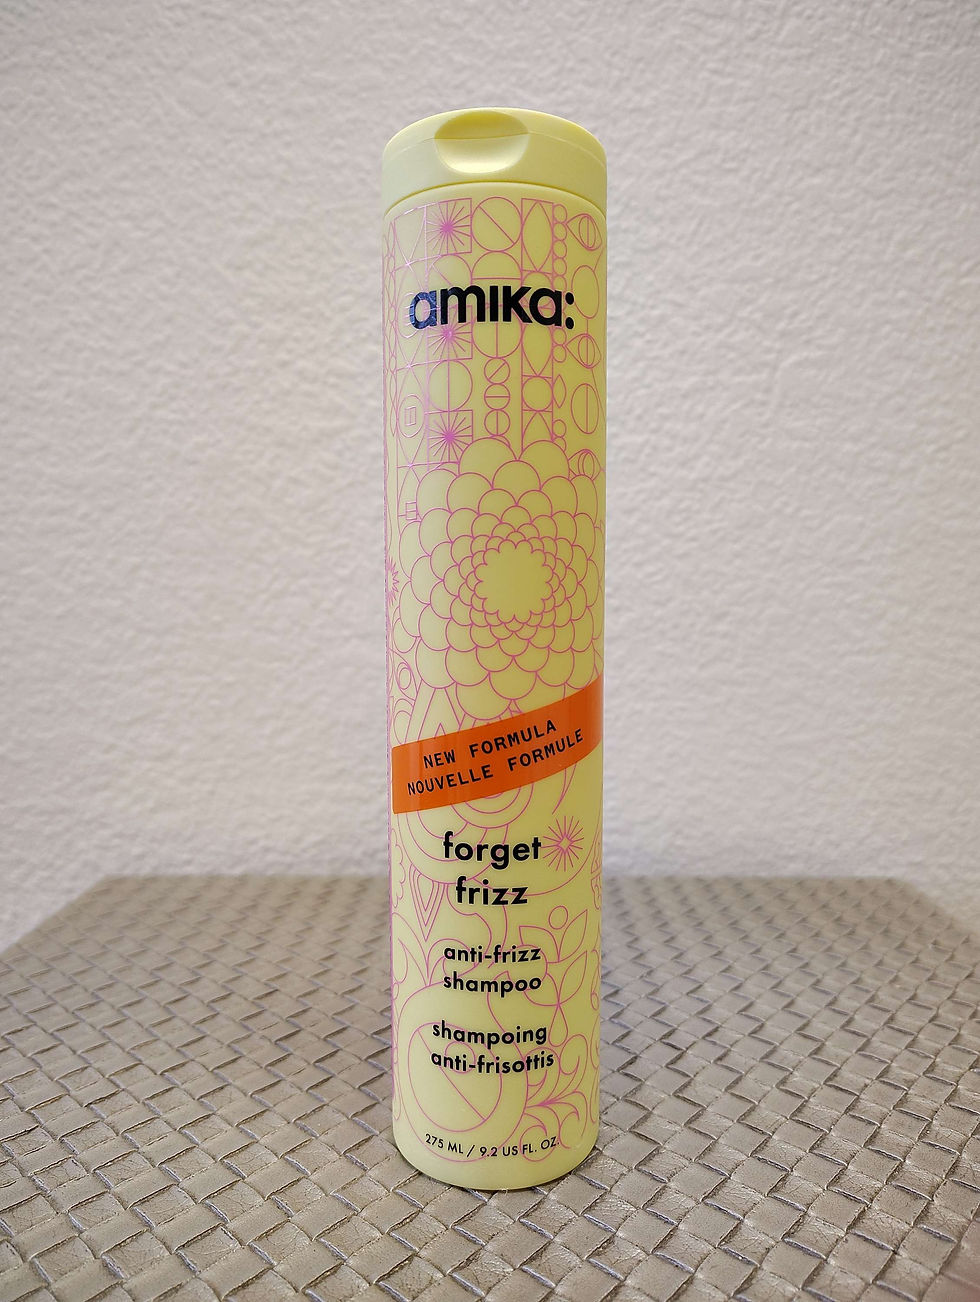 amika:
NEW FORMULA
NOUVELLE FORMULE
forget
frizz
anti-frizz
shampoo
shampoing
anti-frisottis
275 ML / 9.2 US FL. OZ.